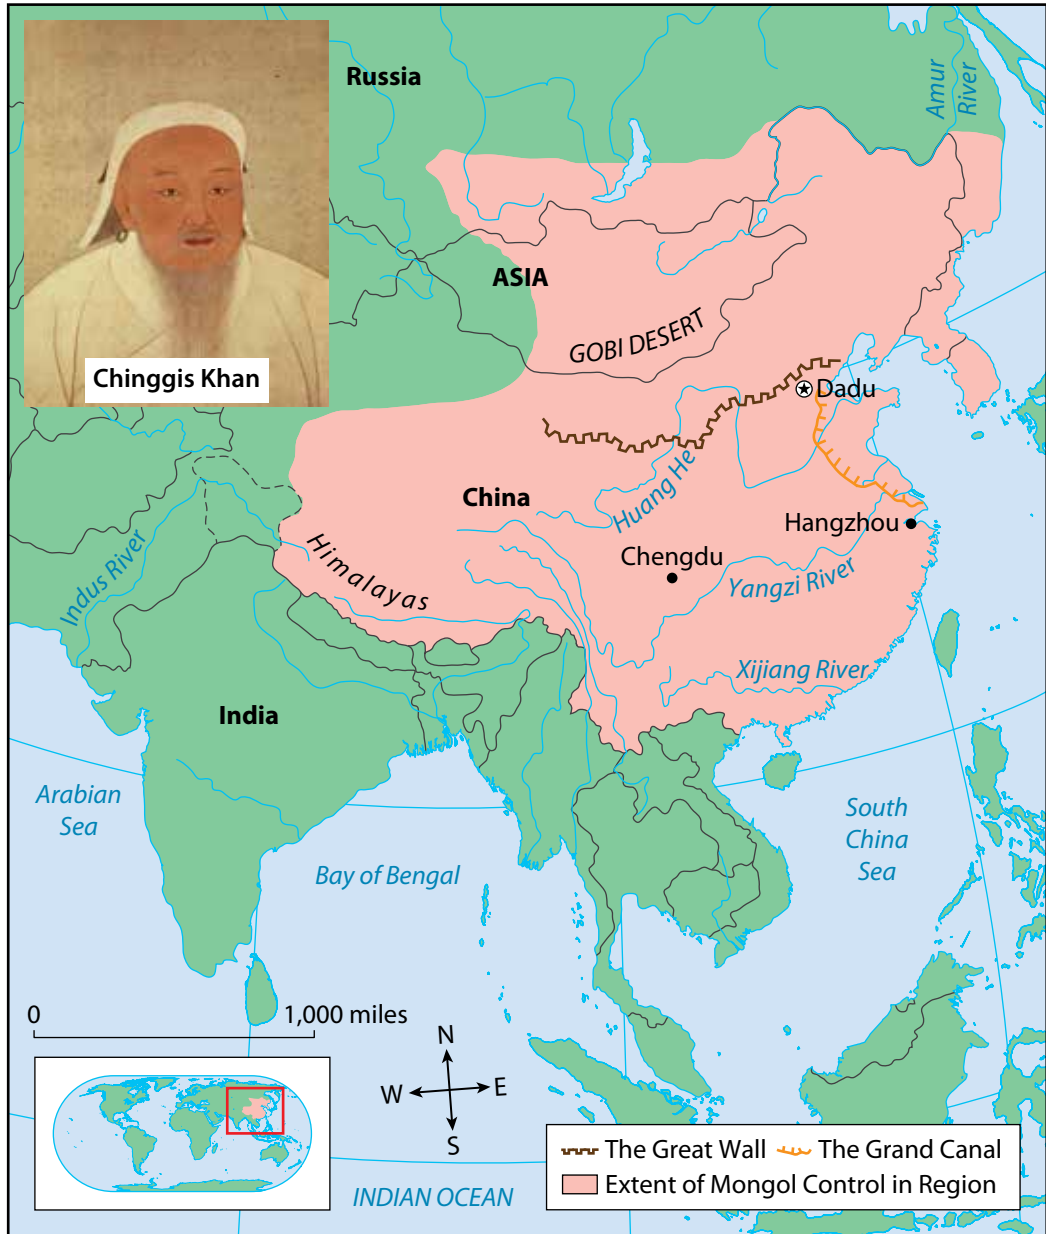 Russia
Amur
River
Chinggis Khan
ASIA
GOBI DESERT
Dadu
China
Huang He
Hangzhou
Chengdu
Himalayas
Indus River
Yangzi River
Xijiang River
India
Arabian
Sea
South
China
Sea
Bay of Bengal
0 1,000 miles
N
W E
S
The Great Wall The Grand Canal
Extent of Mongol Control in Region
INDIAN OCEAN